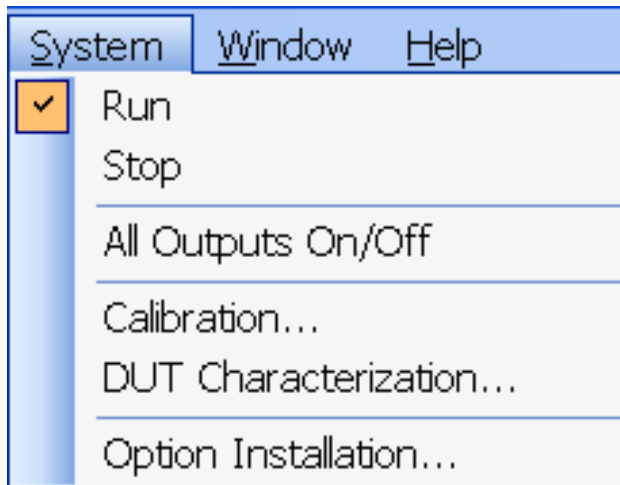 System Window Help
Run
Stop
All Outputs On/Off
Calibration...
DUT Characterization...
Option Installation...